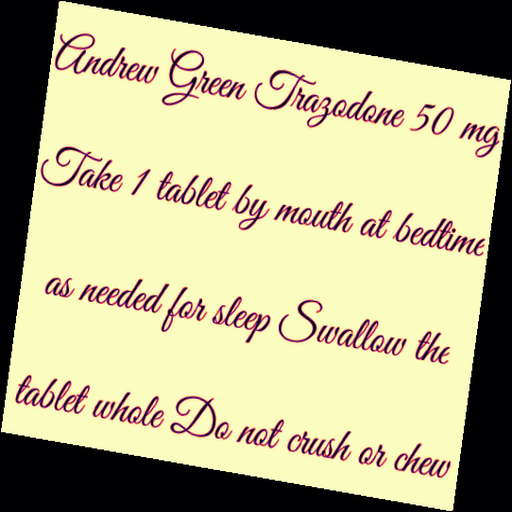 Andrew Green Trazodone 50 mg
Take 1 tablet by mouth at bedtime
as needed for sleep Swallow the
tablet whole Do not crush or chew